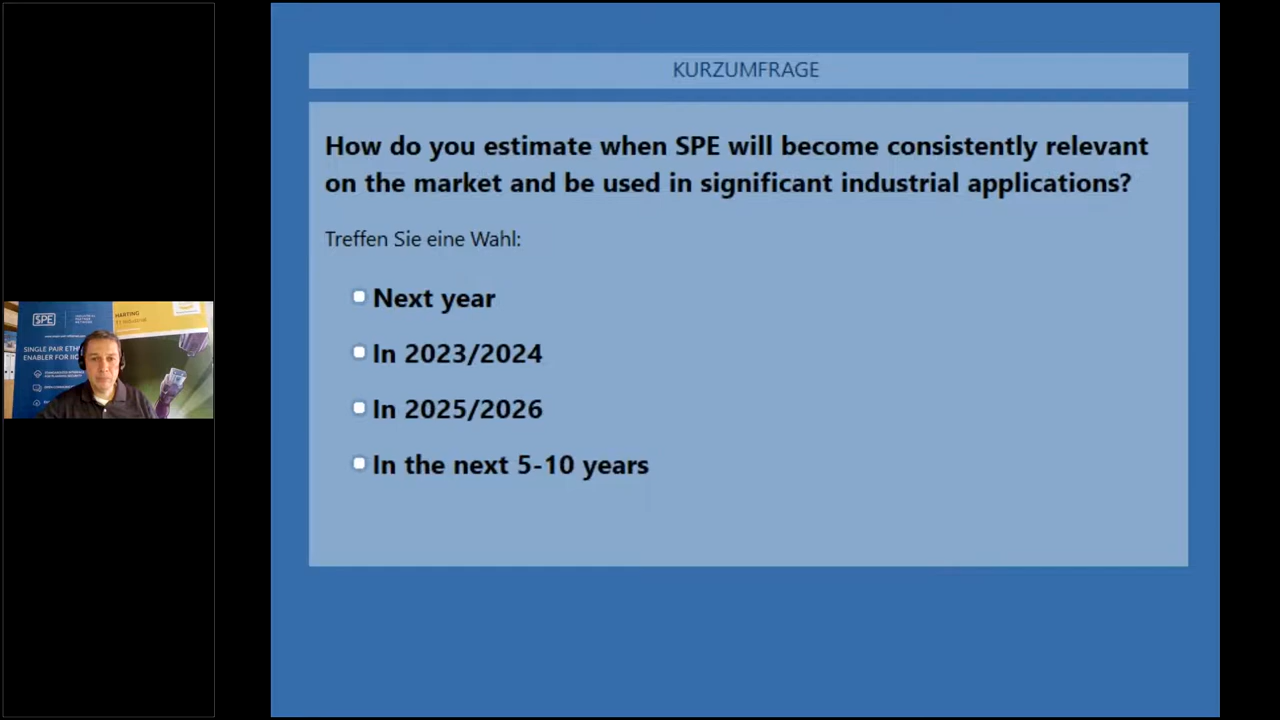 KURZUMFRAGE
How do you estimate when SPE will become consistently relevant
on the market and be used in significant industrial applications?
Treffen Sie eine Wahl:
Next year
In 2023/2024
In 2025/2026
In the next 5-10 years
SPE
HARTING
SINGLE PAIR
ENABLER FOR